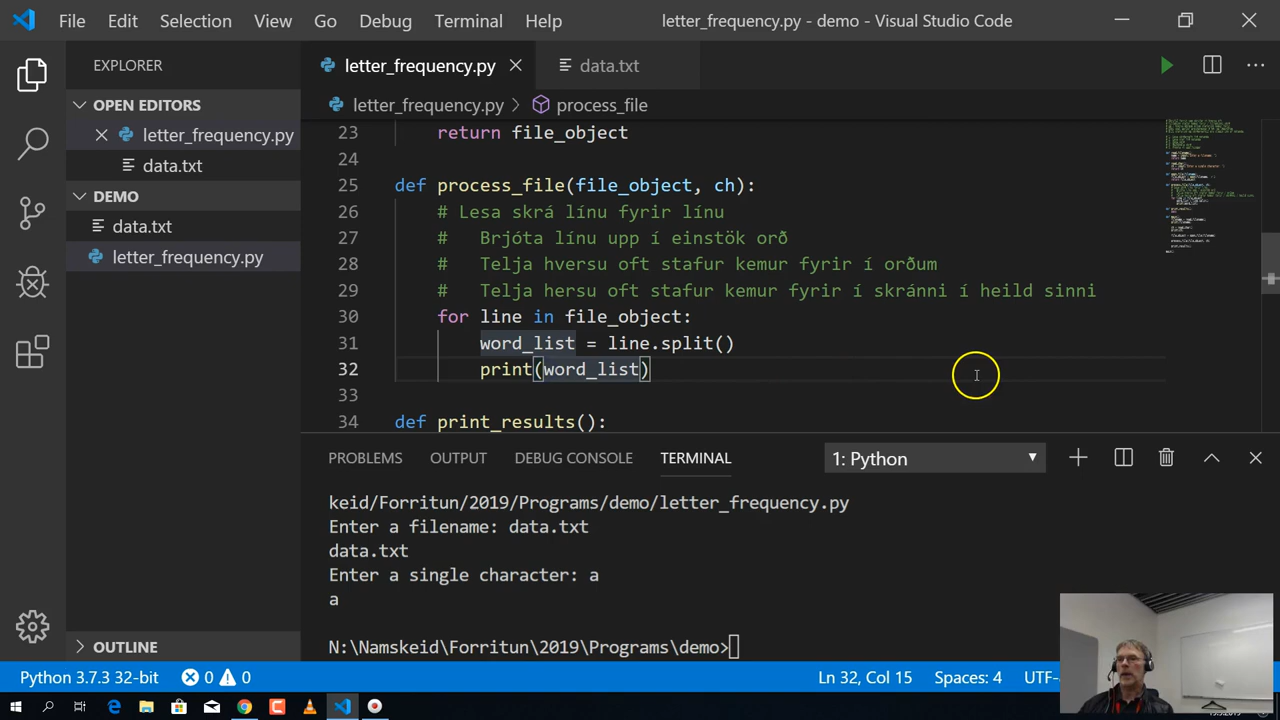 File Edit Selection View Go Debug Terminal Help letter_frequency.py - demo - Visual Studio Code
EXPLORER
OPEN EDITORS
letter_frequency.py
data.txt
DEMO
data.txt
letter_frequency.py
OUTLINE
letter_frequency.py data.txt
letter_frequency.py process_file
23 return file_object
24
25 def process_file(file_object, ch):
26 # Lesa skrá línu fyrir línu
27 # Brjóta línu upp í einstök orð
28 # Telja hversu oft stafur kemur fyrir í orðum
29 # Telja hersu oft stafur kemur fyrir í skránni í heild sinni
30 for line in file_object:
31 word_list = line.split()
32 print(word_list)
33
34 def print_results():
PROBLEMS OUTPUT DEBUG CONSOLE TERMINAL 1: Python
keid/Forritun/2019/Programs/demo/letter_frequency.py
Enter a filename: data.txt
data.txt
Enter a single character: a
a
N:\Namskeid\Forritun\2019\Programs\demo>
Python 3.7.3 32-bit 0 0 Ln 32, Col 15 Spaces: 4